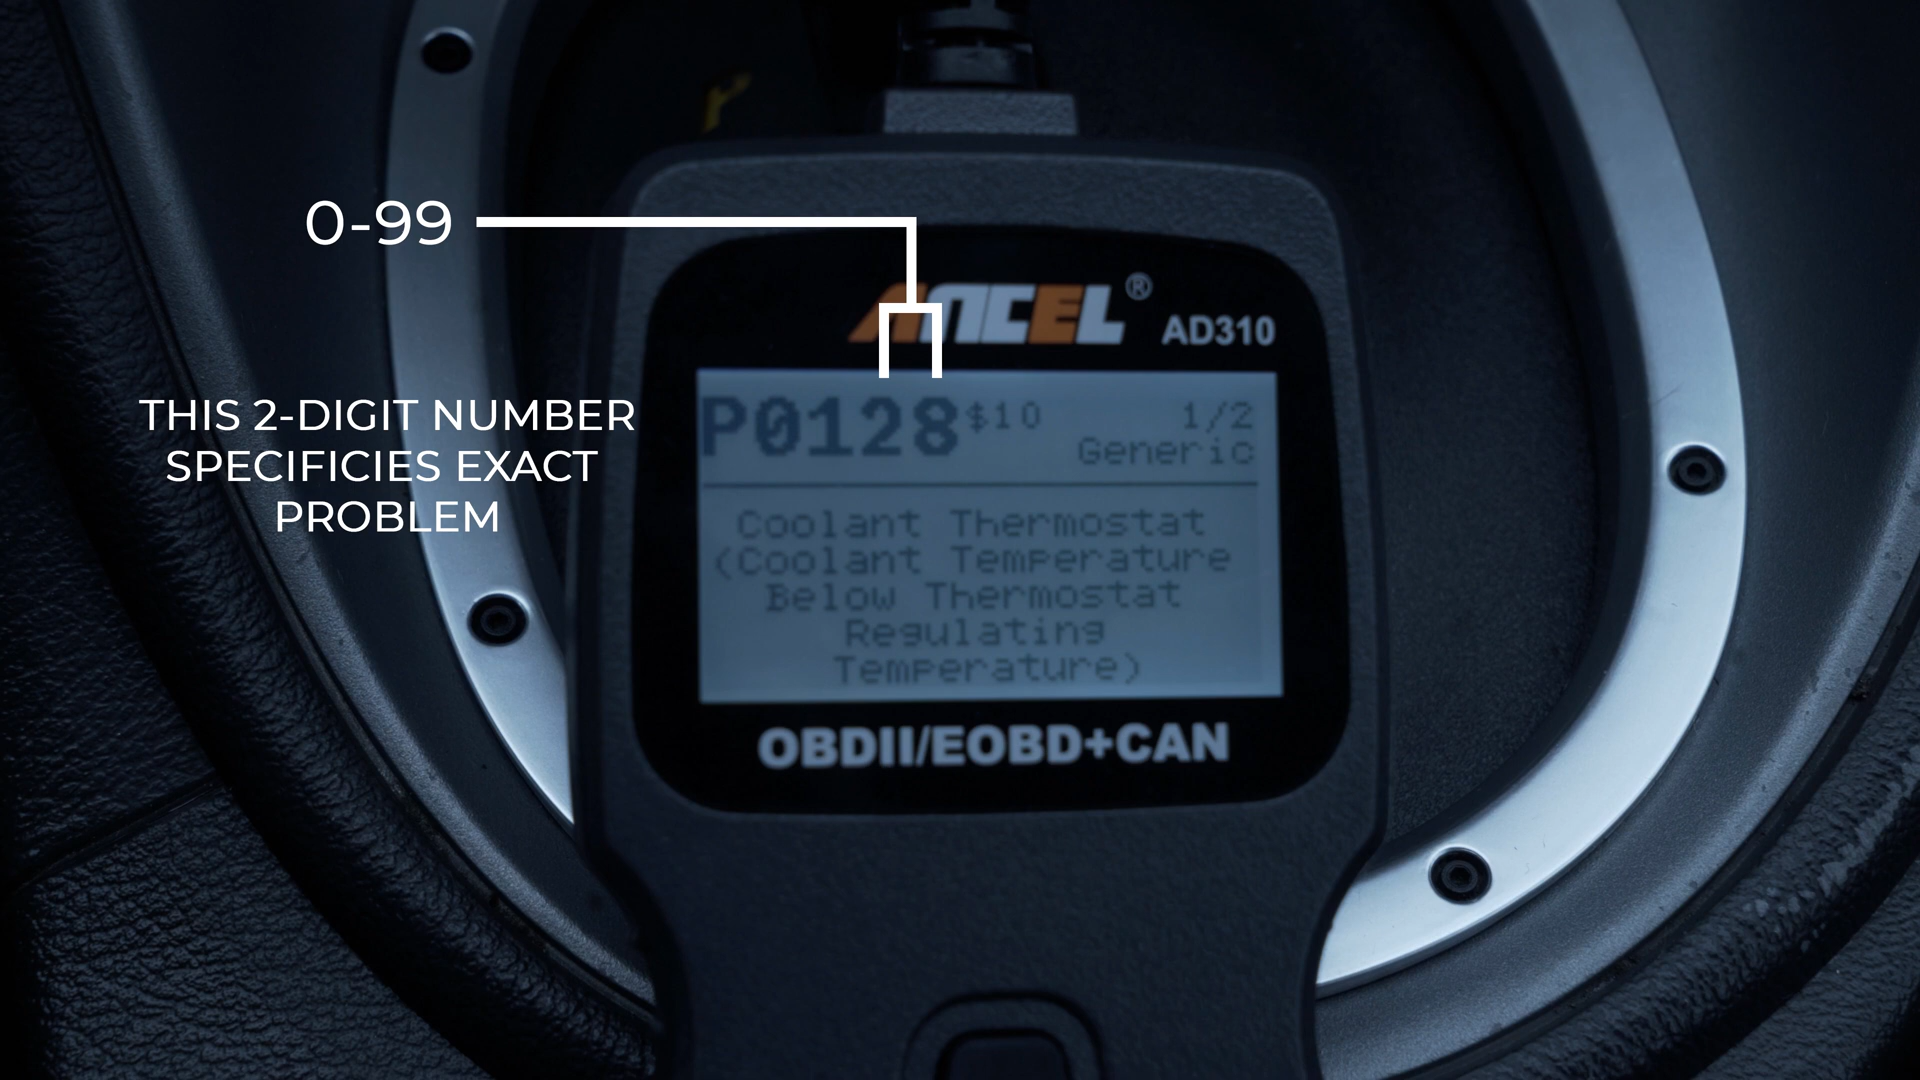 0-99
THIS 2-DIGIT NUMBER
SPECIFICIES EXACT
PROBLEM
ANCEL®
AD310
P0128 $10 1/2
Generic
Coolant Thermostat
(Coolant Temperature
Below Thermostat
Regulating
Temperature)
OBDII/EOBD+CAN